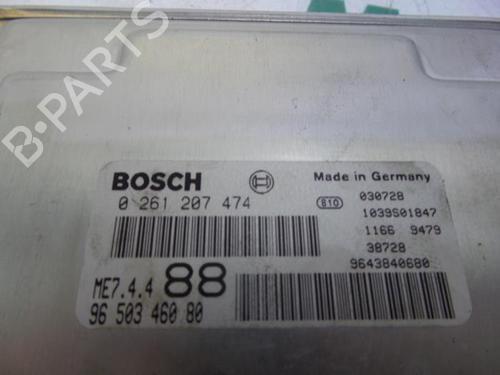 B-PARTS
BOSCH
Made in Germany
0 261 207 474
810
030728
1039S01847
1166 9479
38728
9643840680
ME7.4.4 88
96 503 460 80